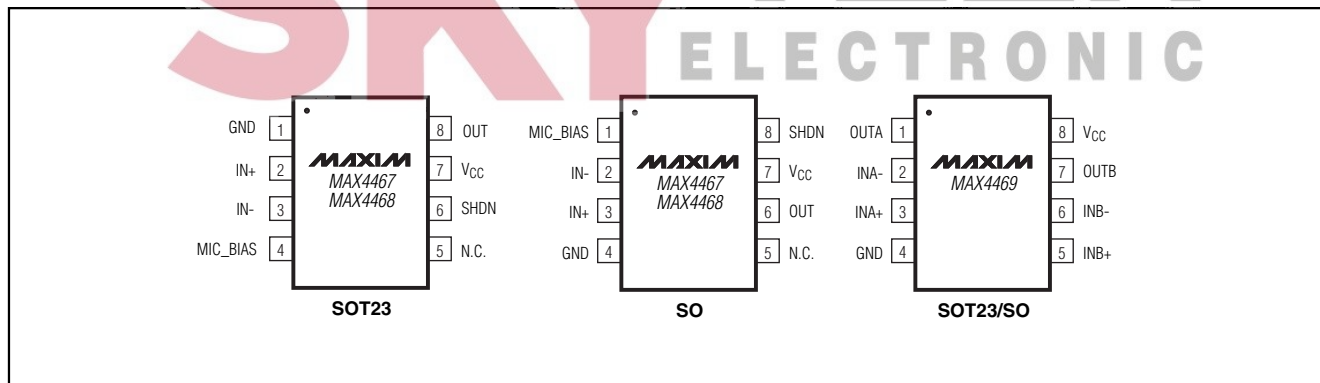 SKY
ELECTRONIC
GND 1
IN+ 2
IN- 3
MIC_BIAS 4
8 OUT
7 VCC
6 SHDN
5 N.C.
MAXIM
MAX4467
MAX4468
SOT23
MIC_BIAS 1
IN- 2
IN+ 3
GND 4
8 SHDN
7 VCC
6 OUT
5 N.C.
MAXIM
MAX4467
MAX4468
SO
OUTA 1
INA- 2
INA+ 3
GND 4
8 VCC
7 OUTB
6 INB-
5 INB+
MAXIM
MAX4469
SOT23/SO